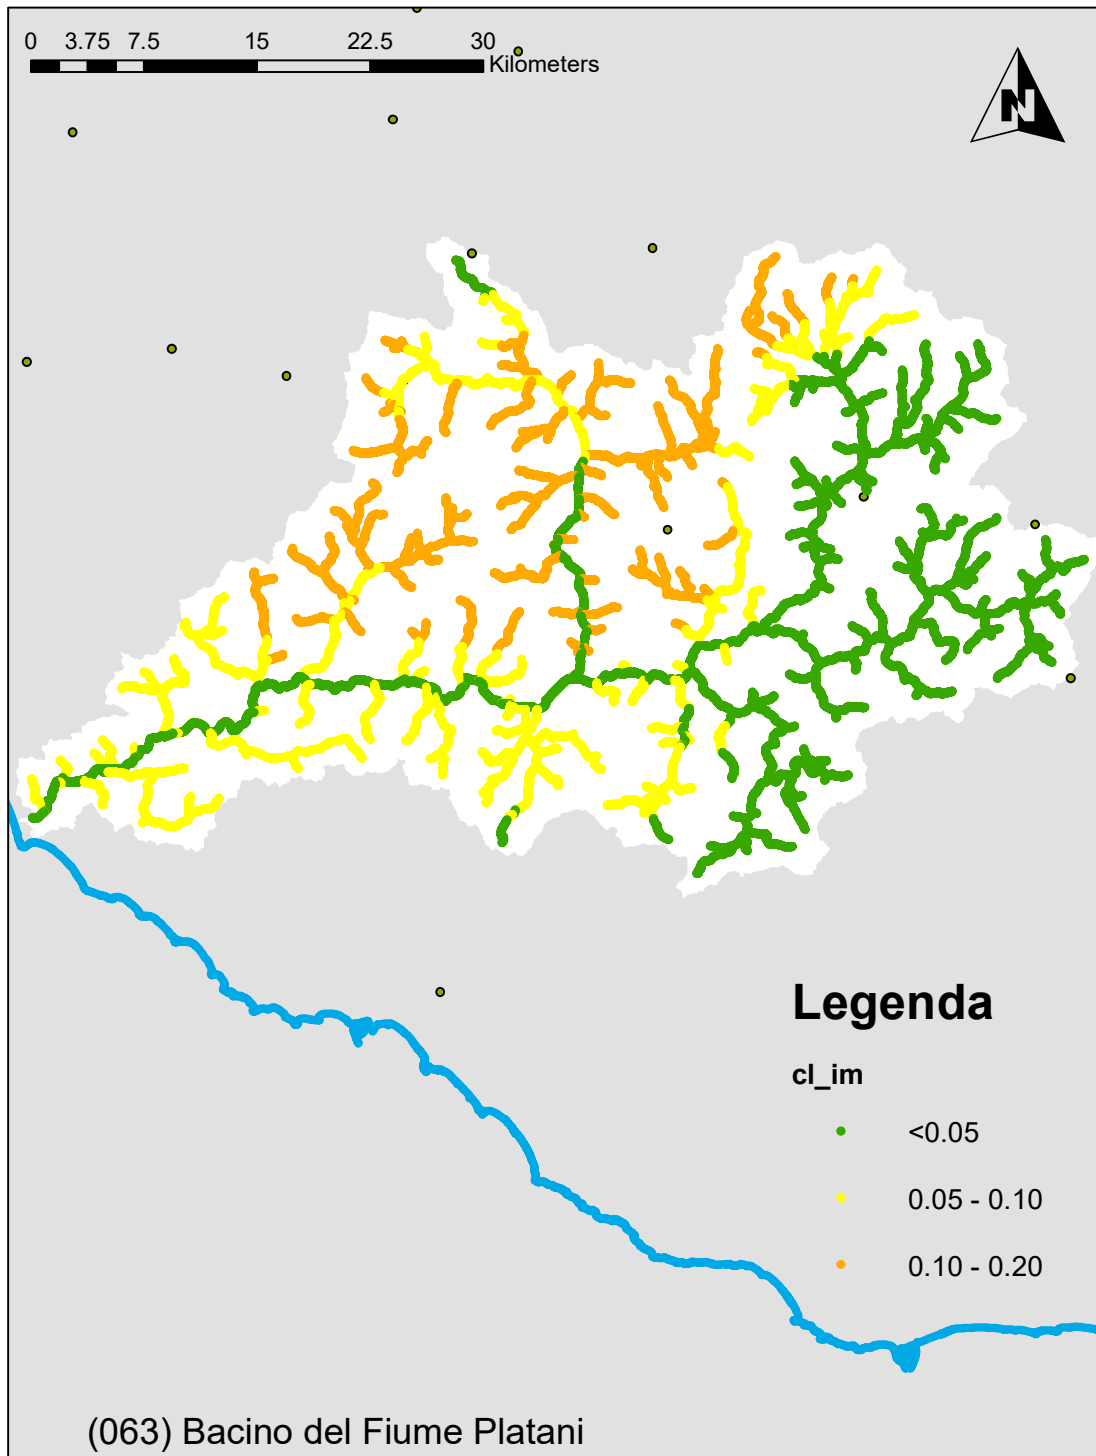 0 3.75 7.5 15 22.5 30
Kilometers
N
Legenda
cl_im
<0.05
0.05 - 0.10
0.10 - 0.20
(063) Bacino del Fiume Platani